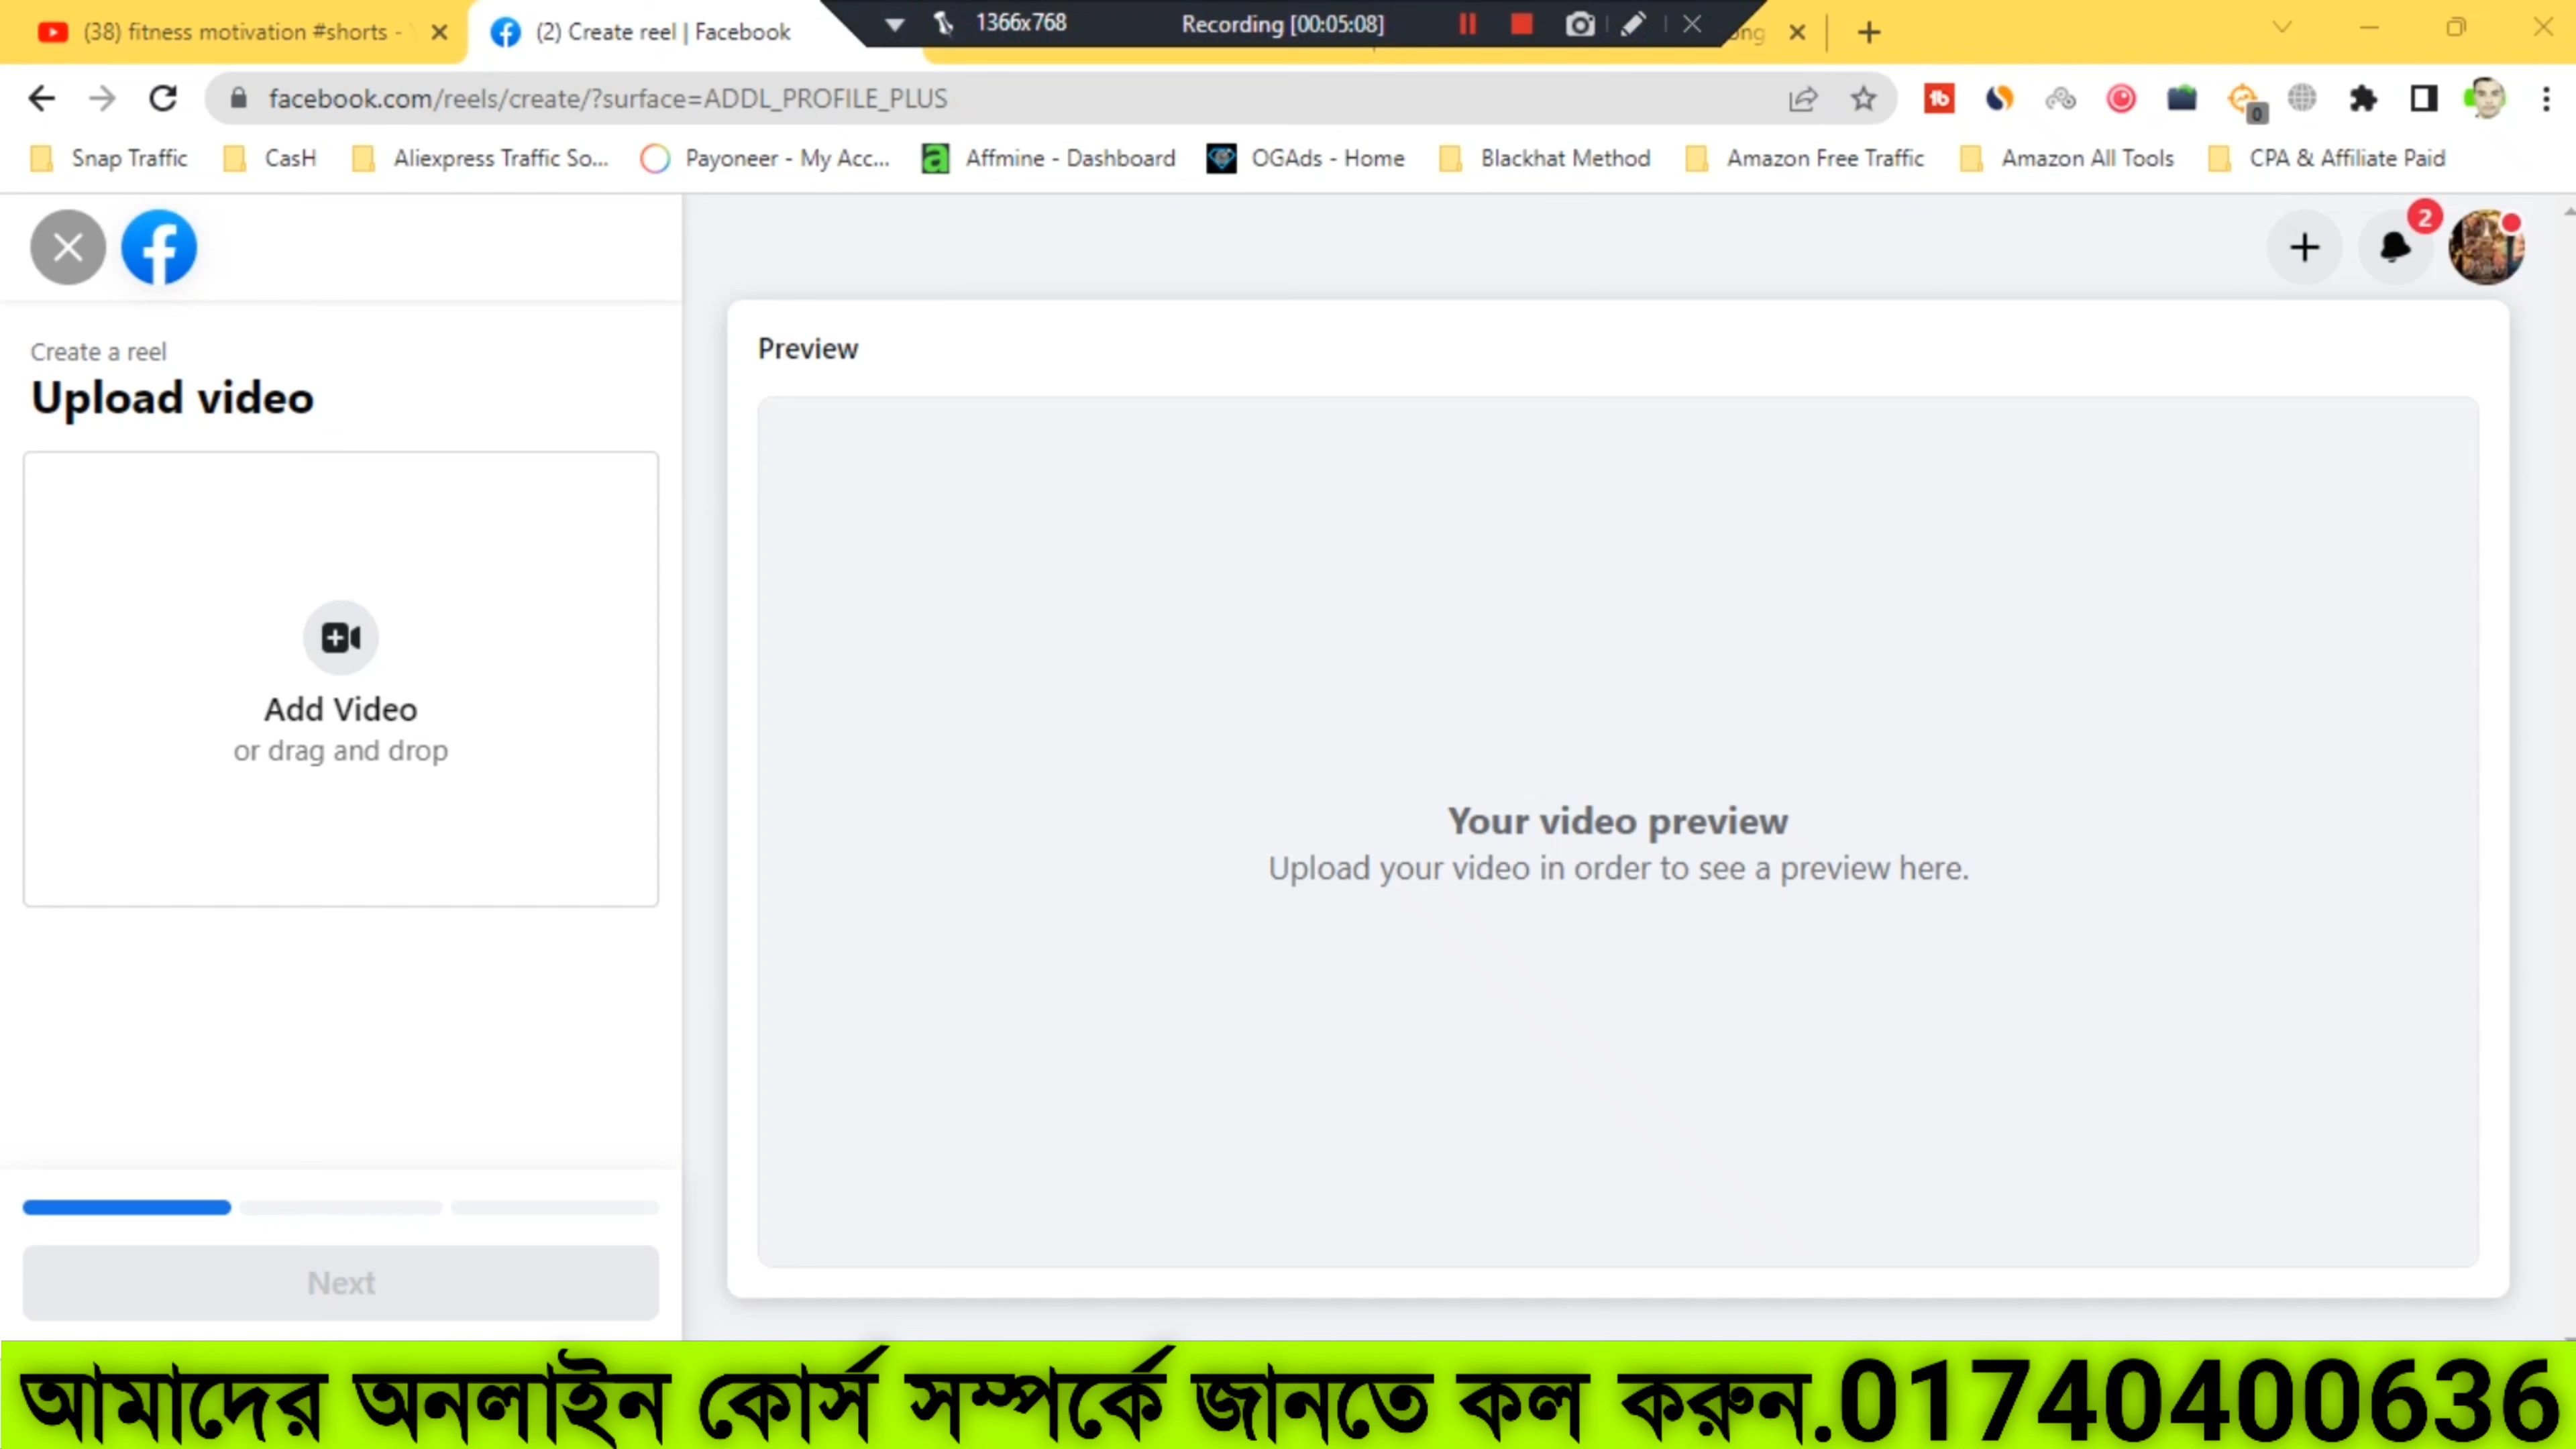 (38) fitness motivation #shorts -
(2) Create reel | Facebook
1366x768
Recording [00:05:08]
facebook.com/reels/create/?surface=ADDL_PROFILE_PLUS
0
Snap Traffic
CasH
Aliexpress Traffic So...
Payoneer - My Acc...
Affmine - Dashboard
OGAds - Home
Blackhat Method
Amazon Free Traffic
Amazon All Tools
CPA & Affiliate Paid
2
Create a reel
Upload video
Add Video
or drag and drop
Next
Preview
Your video preview
Upload your video in order to see a preview here.
আমাদের অনলাইন কোর্স সম্পর্কে জানতে কল করুন.01740400636